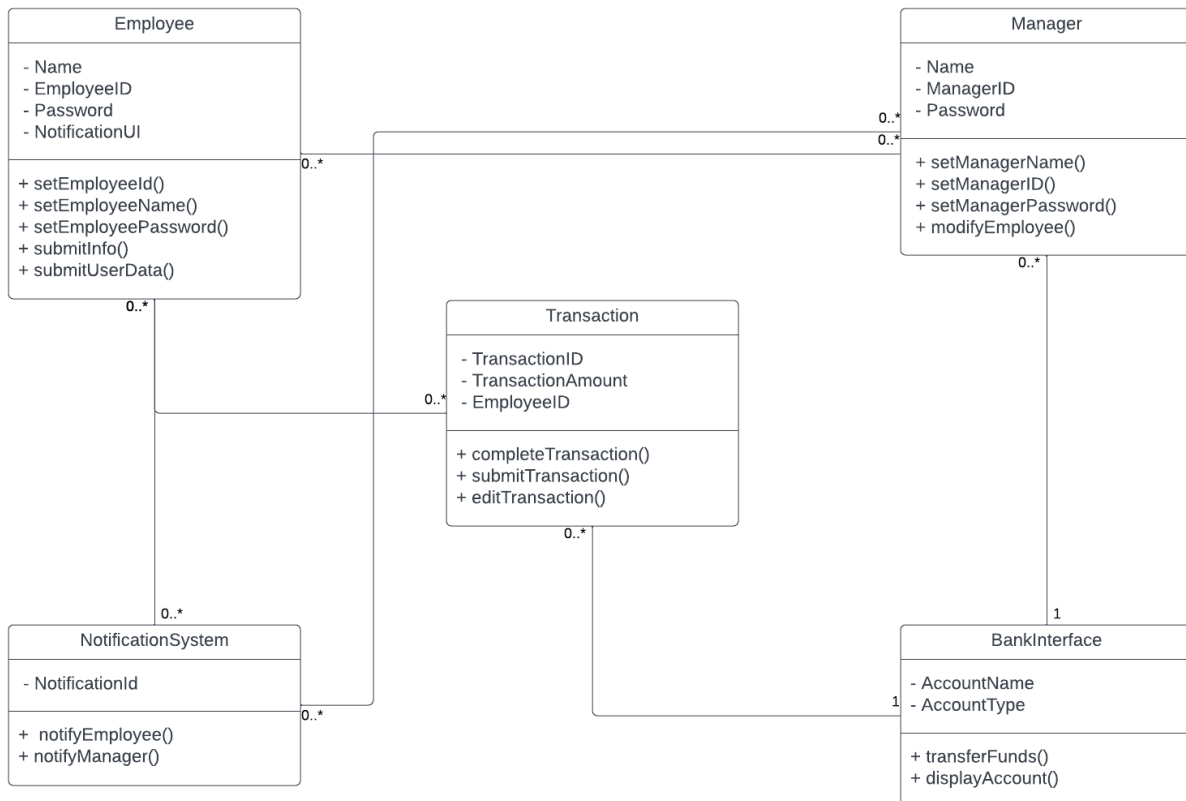 Employee
- Name
- EmployeeID
- Password
- NotificationUI
+ setEmployeeId()
+ setEmployeeName()
+ setEmployeePassword()
+ submitInfo()
+ submitUserData()
0..*
0..*
Manager
- Name
- ManagerID
- Password
+ setManagerName()
+ setManagerID()
+ setManagerPassword()
+ modifyEmployee()
0..*
0..*
0..*
Transaction
- TransactionID
- TransactionAmount
- EmployeeID
+ completeTransaction()
+ submitTransaction()
+ editTransaction()
0..*
0..*
0..*
NotificationSystem
- NotificationId
+ notifyEmployee()
+ notifyManager()
0..*
1
BankInterface
- AccountName
- AccountType
+ transferFunds()
+ displayAccount()
1